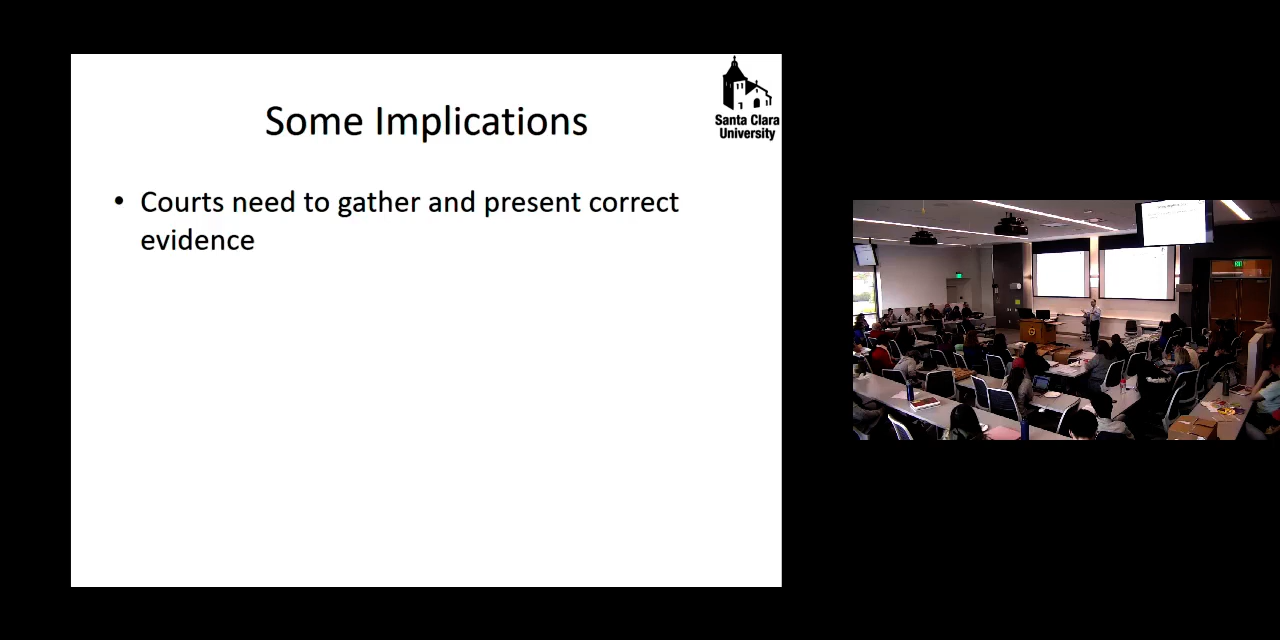 Some Implications
Santa Clara
University
• Courts need to gather and present correct
evidence